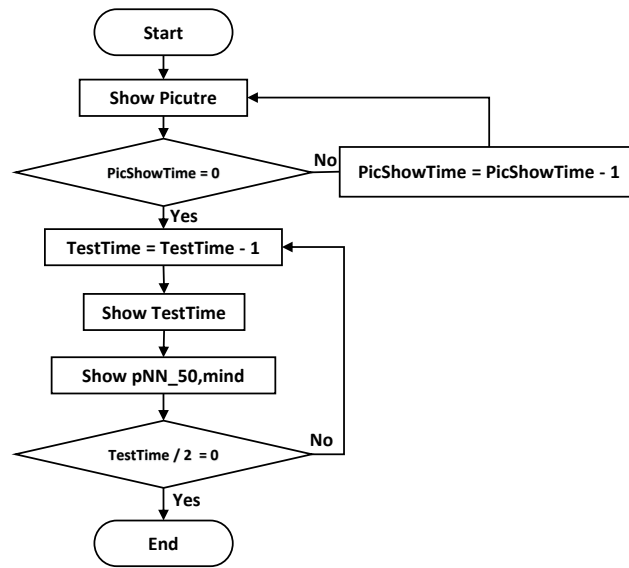 Start
Show Picutre
PicShowTime = 0
No
PicShowTime = PicShowTime - 1
Yes
TestTime = TestTime - 1
Show TestTime
Show pNN_50,mind
TestTime / 2 = 0
No
Yes
End